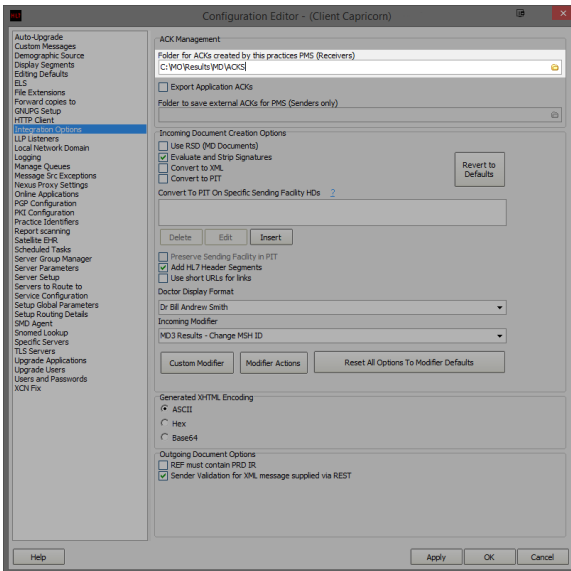 Configuration Editor - (Client Capricorn)
Auto-Upgrade
Custom Messages
Demographic Source
Display Segments
Editing Defaults
ELS
File Extensions
Forward copies to
GNUPG Setup
HTTP Client
Integration Options
LLP Listeners
Local Network Domain
Logging
Manage Queues
Message Src Exceptions
Nexus Proxy Settings
Online Applications
PGP Configuration
PKI Configuration
Practice Identifiers
Report scanning
Satellite EHR
Scheduled Tasks
Server Group Manager
Server Parameters
Server Setup
Servers to Route to
Service Configuration
Setup Global Parameters
Setup Routing Details
SMD Agent
Snomed Lookup
Specific Servers
TLS Servers
Upgrade Applications
Upgrade Users
Users and Passwords
XCN Fix
ACK Management
Folder for ACKs created by this practices PMS (Receivers)
C:\MO\Results\MD\ACKS
Export Application ACKs
Folder to save external ACKs for PMS (Senders only)
Incoming Document Creation Options
Use RSD (MD Documents)
Evaluate and Strip Signatures
Convert to XML
Convert to PIT
Revert to
Defaults
Convert To PIT On Specific Sending Facility HDs ?
Delete Edit Insert
Preserve Sending Facility in PIT
Add HL7 Header Segments
Use short URLs for links
Doctor Display Format
Dr Bill Andrew Smith
Incoming Modifier
MD3 Results - Change MSH ID
Custom Modifier Modifier Actions Reset All Options To Modifier Defaults
Generated XHTML Encoding
ASCII
Hex
Base64
Outgoing Document Options
REF must contain PRD IR
Sender Validation for XML message supplied via REST
Help Apply OK Cancel